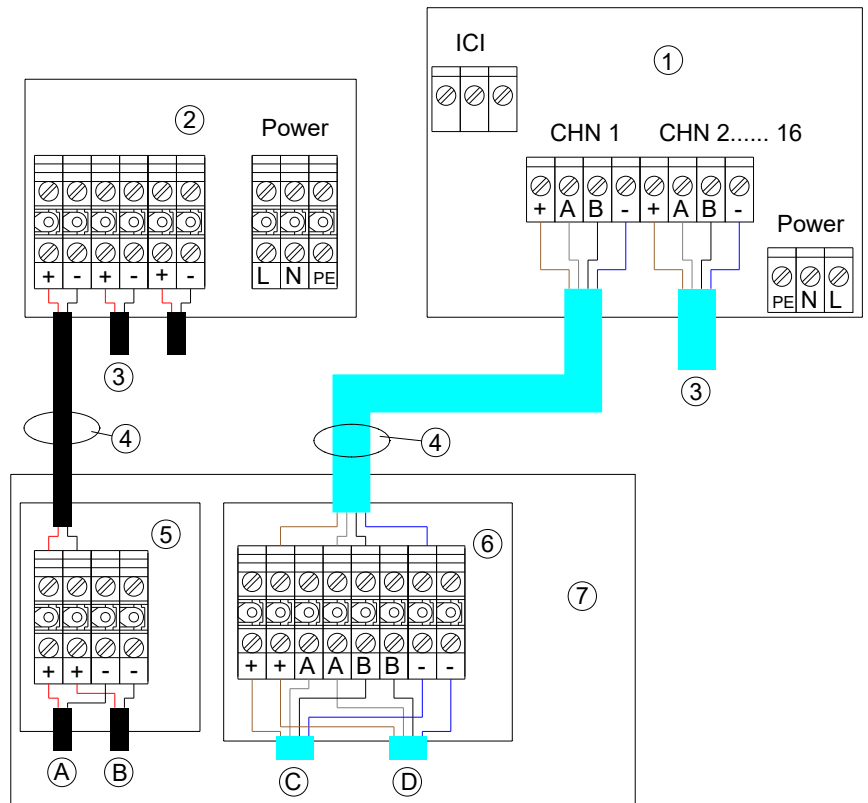 ICI
①
②
Power
CHN 1 CHN 2...... 16
+ A B - + A B -
Power
PE N L
+ - + - + -
L N PE
③
③
④
④
⑤
⑥
⑦
+ + - -
+ + A A B B - -
Ⓐ Ⓑ
Ⓒ Ⓓ